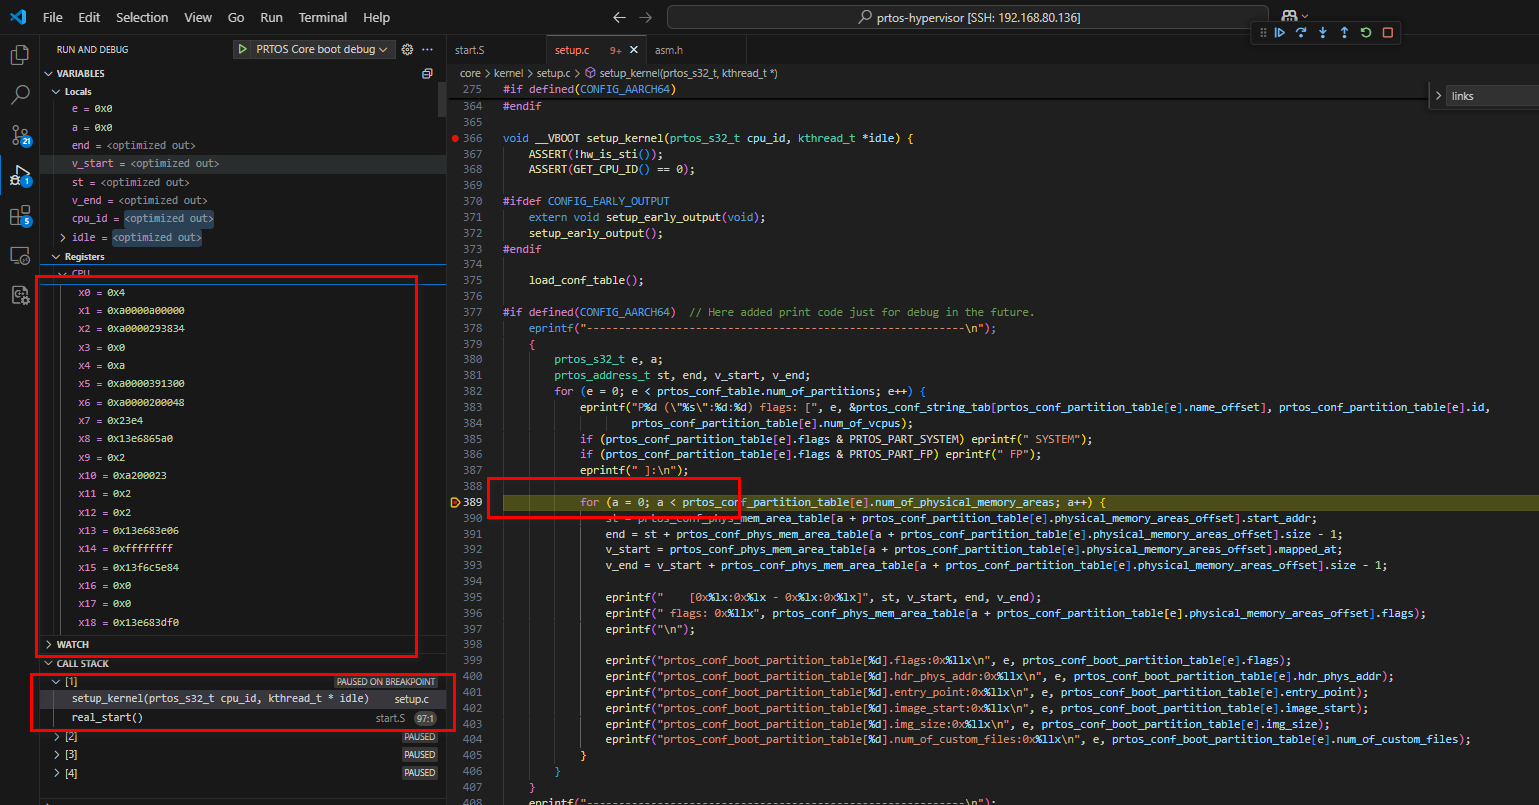 File Edit Selection View Go Run Terminal Help
prtos-hypervisor [SSH: 192.168.80.136]
RUN AND DEBUG
PRTOS Core boot debug
VARIABLES
Locals
e = 0x0
a = 0x0
end = <optimized out>
v_start = <optimized out>
st = <optimized out>
v_end = <optimized out>
cpu_id = <optimized out>
idle = <optimized out>
Registers
CPU
x0 = 0x4
x1 = 0xa0000a00000
x2 = 0xa0000293834
x3 = 0x0
x4 = 0xa
x5 = 0xa0000391300
x6 = 0xa0000200048
x7 = 0x23e4
x8 = 0x13e6865a0
x9 = 0x2
x10 = 0xa200023
x11 = 0x2
x12 = 0x2
x13 = 0x13e683e06
x14 = 0xffffffff
x15 = 0x13f6c5e84
x16 = 0x0
x17 = 0x0
x18 = 0x13e683df0
WATCH
CALL STACK
[1] PAUSED ON BREAKPOINT
setup_kernel(prtos_s32_t cpu_id, kthread_t * idle) setup.c
real_start() start.S 97:1
[2] PAUSED
[3] PAUSED
[4] PAUSED
21
1
5
start.S setup.c 9+ asm.h
core > kernel > setup.c > setup_kernel(prtos_s32_t, kthread_t *)
links
275 #if defined(CONFIG_AARCH64)
364 #endif
365
366 void __VBOOT setup_kernel(prtos_s32_t cpu_id, kthread_t *idle) {
367 ASSERT(!hw_is_sti());
368 ASSERT(GET_CPU_ID() == 0);
369
370 #ifdef CONFIG_EARLY_OUTPUT
371 extern void setup_early_output(void);
372 setup_early_output();
373 #endif
374
375 load_conf_table();
376
377 #if defined(CONFIG_AARCH64) // Here added print code just for debug in the future.
378 eprintf("-----------------------------------------------------------\n");
379 {
380 prtos_s32_t e, a;
381 prtos_address_t st, end, v_start, v_end;
382 for (e = 0; e < prtos_conf_table.num_of_partitions; e++) {
383 eprintf("P%d (\"%s\":%d:%d) flags: [", e, &prtos_conf_string_tab[prtos_conf_partition_table[e].name_offset], prtos_conf_partition_table[e].id,
384 prtos_conf_partition_table[e].num_of_vcpus);
385 if (prtos_conf_partition_table[e].flags & PRTOS_PART_SYSTEM) eprintf(" SYSTEM");
386 if (prtos_conf_partition_table[e].flags & PRTOS_PART_FP) eprintf(" FP");
387 eprintf(" ]:\n");
388
389 for (a = 0; a < prtos_conf_partition_table[e].num_of_physical_memory_areas; a++) {
390 st = prtos_conf_phys_mem_area_table[a + prtos_conf_partition_table[e].physical_memory_areas_offset].start_addr;
391 end = st + prtos_conf_phys_mem_area_table[a + prtos_conf_partition_table[e].physical_memory_areas_offset].size - 1;
392 v_start = prtos_conf_phys_mem_area_table[a + prtos_conf_partition_table[e].physical_memory_areas_offset].mapped_at;
393 v_end = v_start + prtos_conf_phys_mem_area_table[a + prtos_conf_partition_table[e].physical_memory_areas_offset].size - 1;
394
395 eprintf(" [0x%lx:0x%lx - 0x%lx:0x%lx]", st, v_start, end, v_end);
396 eprintf(" flags: 0x%llx", prtos_conf_phys_mem_area_table[a + prtos_conf_partition_table[e].physical_memory_areas_offset].flags);
397 eprintf("\n");
398
399 eprintf("prtos_conf_boot_partition_table[%d].flags:0x%llx\n", e, prtos_conf_boot_partition_table[e].flags);
400 eprintf("prtos_conf_boot_partition_table[%d].hdr_phys_addr:0x%llx\n", e, prtos_conf_boot_partition_table[e].hdr_phys_addr);
401 eprintf("prtos_conf_boot_partition_table[%d].entry_point:0x%llx\n", e, prtos_conf_boot_partition_table[e].entry_point);
402 eprintf("prtos_conf_boot_partition_table[%d].image_start:0x%llx\n", e, prtos_conf_boot_partition_table[e].image_start);
403 eprintf("prtos_conf_boot_partition_table[%d].img_size:0x%llx\n", e, prtos_conf_boot_partition_table[e].img_size);
404 eprintf("prtos_conf_boot_partition_table[%d].num_of_custom_files:0x%llx\n", e, prtos_conf_boot_partition_table[e].num_of_custom_files);
405 }
406 }
407 }
408 eprintf("-----------------------------------------------------------\n");